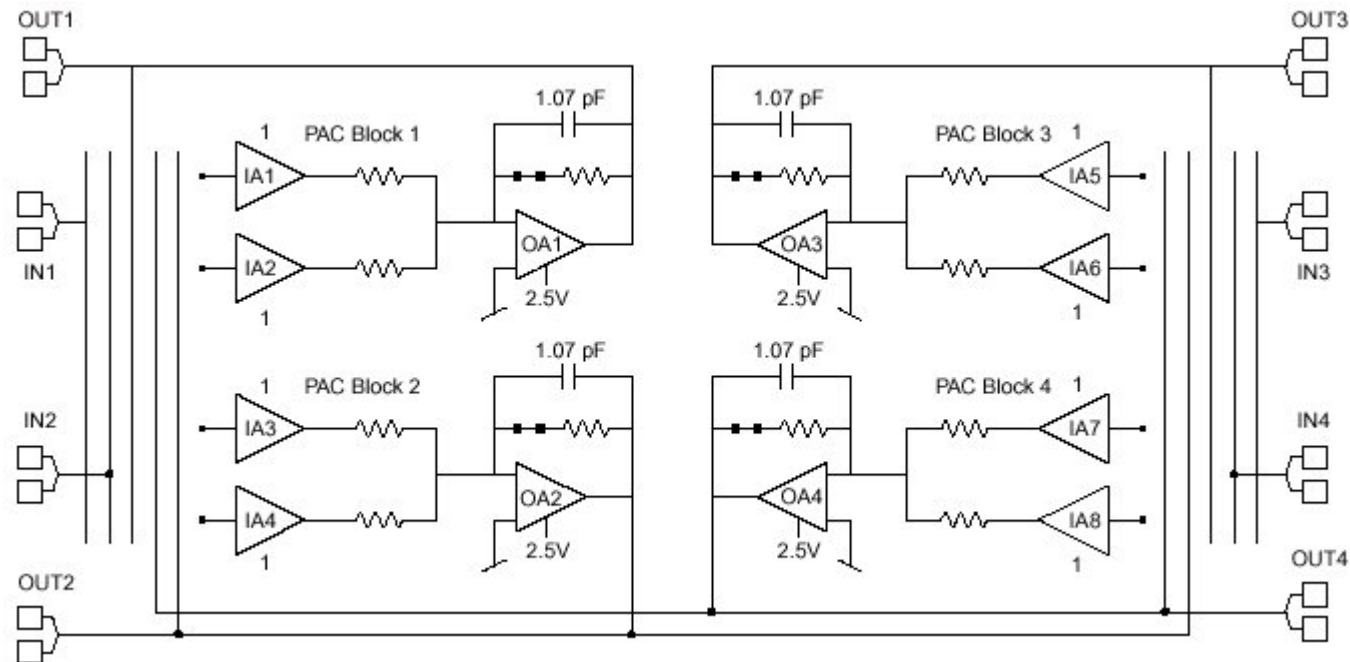 OUT1
OUT3
1.07 pF
1.07 pF
1
PAC Block 1
PAC Block 3
1
IA1
IA5
OA1
OA3
IA2
IA6
IN1
IN3
2.5V
2.5V
1
1
1.07 pF
1.07 pF
1
PAC Block 2
PAC Block 4
1
IN2
IN4
IA3
IA7
OA2
OA4
IA4
IA8
2.5V
2.5V
1
1
OUT2
OUT4